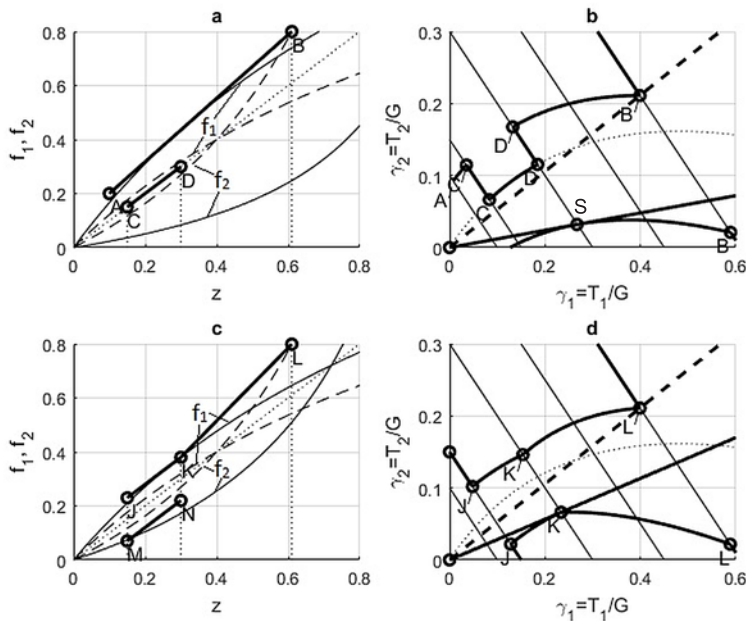 a
f₁, f₂
0.8
0.6
0.4
0.2
0
0
0.2
0.4
0.6
0.8
z
A
B
C
D
f₁
f₂
b
γ₂=T₂/G
0.3
0.2
0.1
0
0
0.2
0.4
0.6
γ₁=T₁/G
D
B
A
C
C
D
S
B
c
f₁, f₂
0.8
0.6
0.4
0.2
0
0
0.2
0.4
0.6
0.8
z
L
f₁
K
J
f₂
N
M
d
γ₂=T₂/G
0.3
0.2
0.1
0
0
0.2
0.4
0.6
γ₁=T₁/G
L
K
J
K
J
L